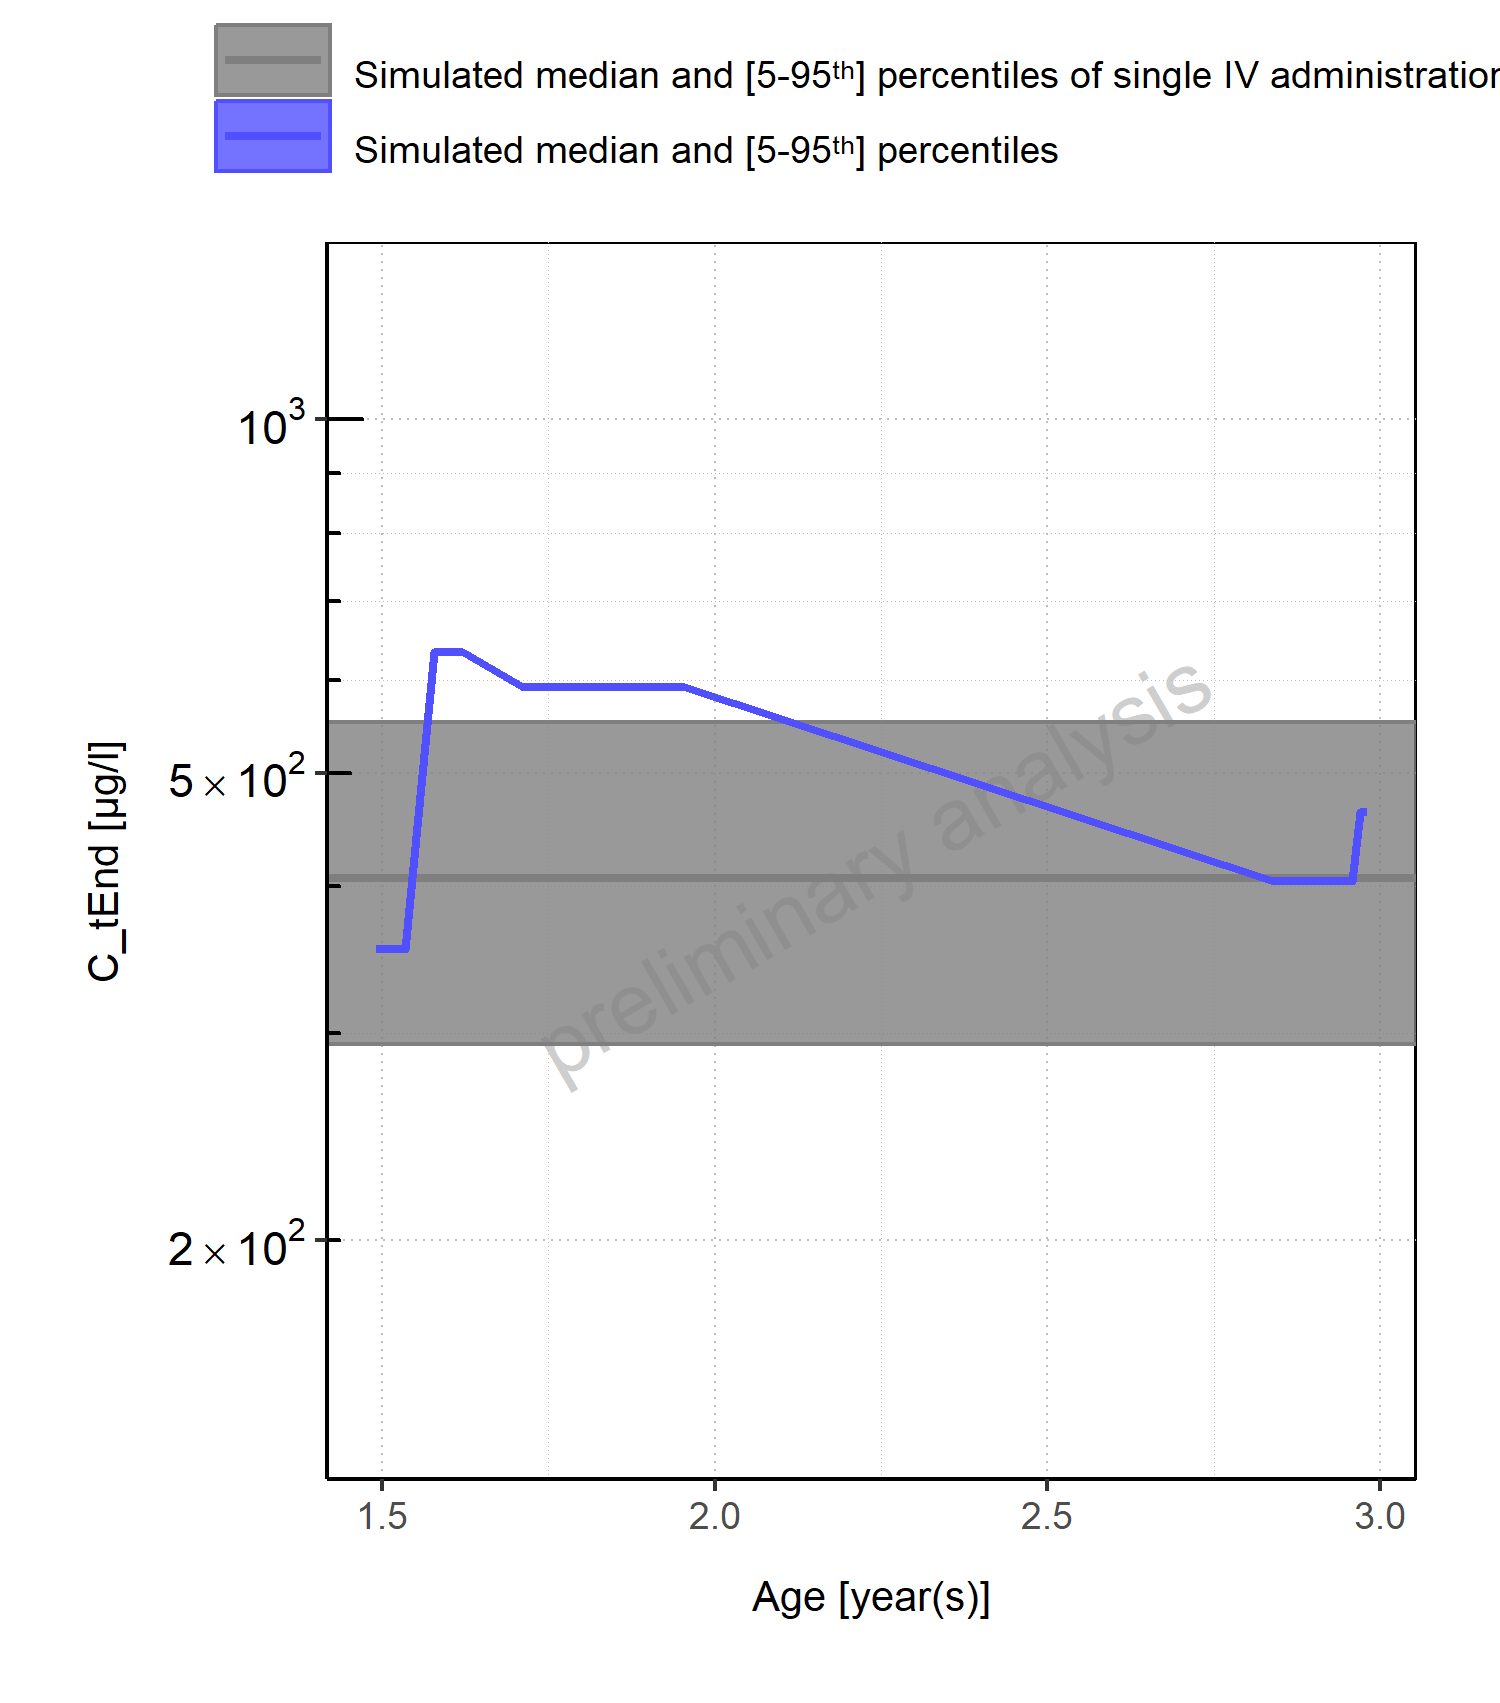 Simulated median and [5-95th] percentiles of single IV administration
Simulated median and [5-95th] percentiles
10³
5 × 10²
2 × 10²
C_tEnd [µg/l]
preliminary analysis
1.5 2.0 2.5 3.0
Age [year(s)]